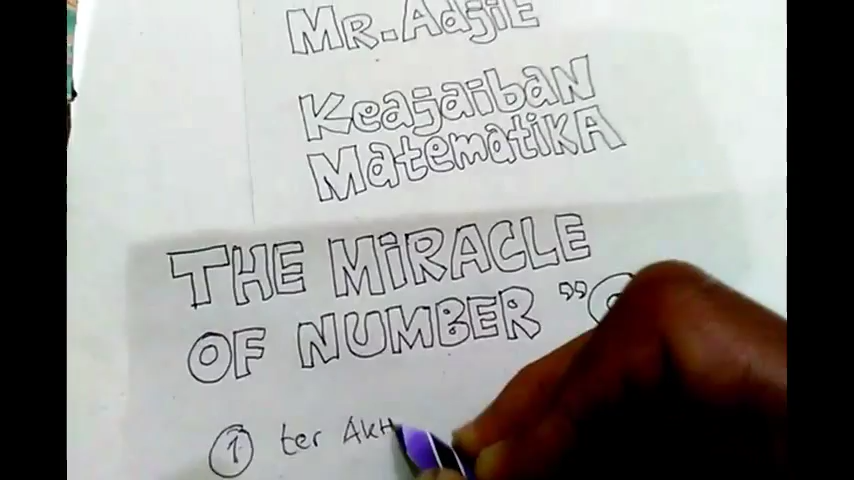 Mr. Adjie
Keajaiban
Matematika
THE MiRACLE
OF NUMBER "
1 ter Akh